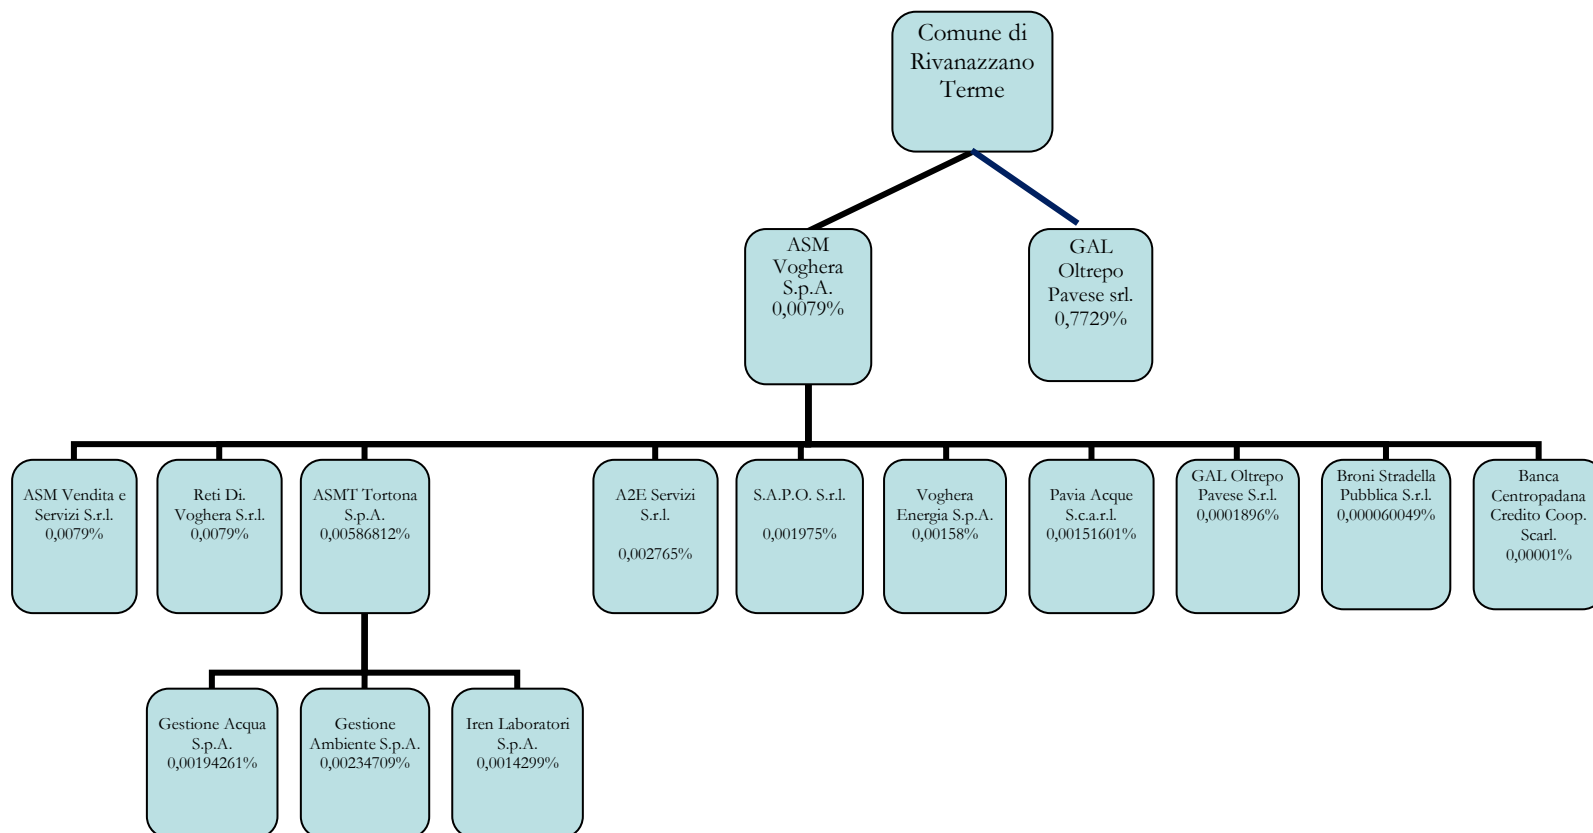 Comune di
Rivanazzano
Terme
ASM
Voghera
S.p.A.
0,0079%
GAL
Oltrepo
Pavese srl.
0,7729%
ASM Vendita e
Servizi S.r.l.
0,0079%
Reti Di.
Voghera S.r.l.
0,0079%
ASMT Tortona
S.p.A.
0,00586812%
A2E Servizi
S.r.l.
0,002765%
S.A.P.O. S.r.l.
0,001975%
Voghera
Energia S.p.A.
0,00158%
Pavia Acque
S.c.a.r.l.
0,00151601%
GAL Oltrepo
Pavese S.r.l.
0,0001896%
Broni Stradella
Pubblica S.r.l.
0,000060049%
Banca
Centropadana
Credito Coop.
Scarl.
0,00001%
Gestione Acqua
S.p.A.
0,00194261%
Gestione
Ambiente S.p.A.
0,00234709%
Iren Laboratori
S.p.A.
0,0014299%